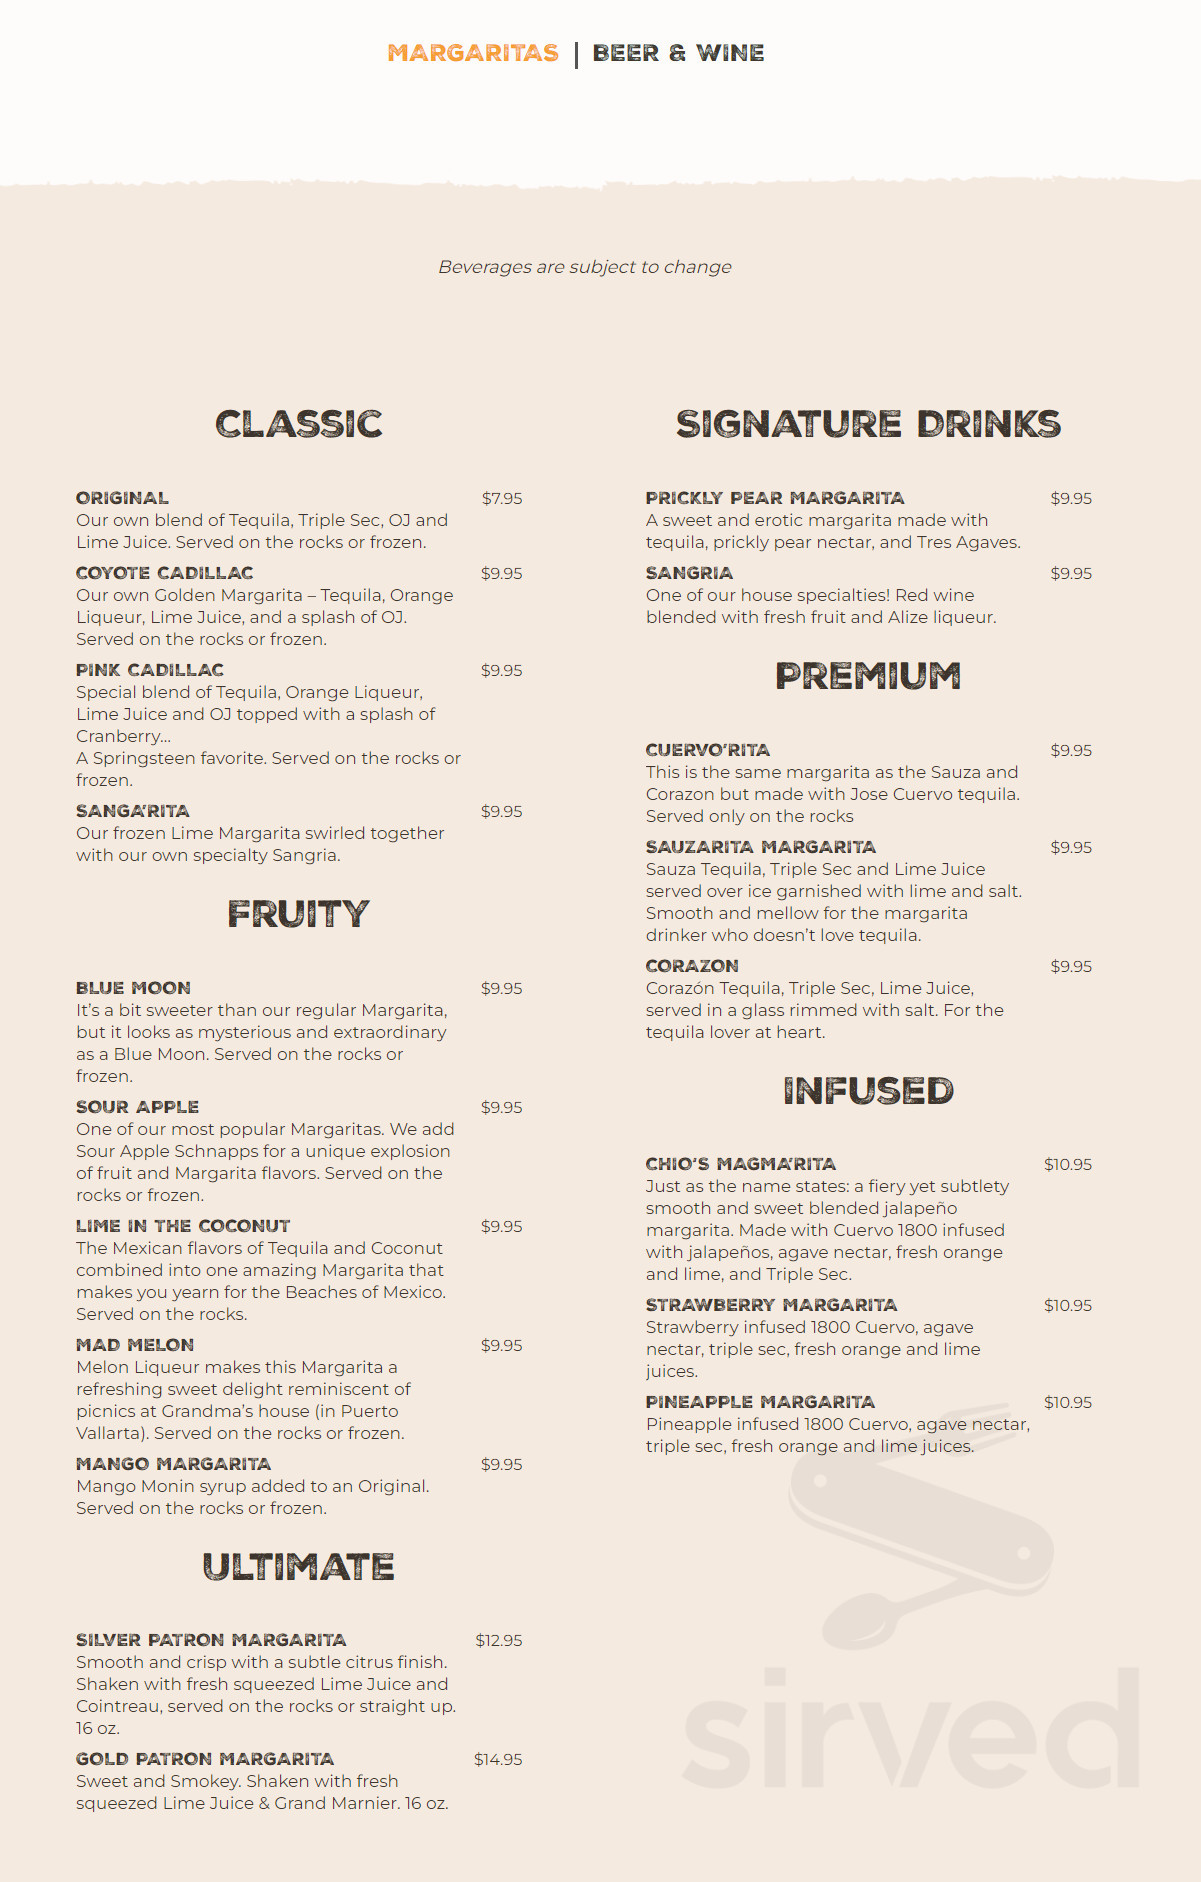 MARGARITAS | BEER & WINE
Beverages are subject to change
CLASSIC
ORIGINAL $7.95
Our own blend of Tequila, Triple Sec, OJ and
Lime Juice. Served on the rocks or frozen.
COYOTE CADILLAC $9.95
Our own Golden Margarita – Tequila, Orange
Liqueur, Lime Juice, and a splash of OJ.
Served on the rocks or frozen.
PINK CADILLAC $9.95
Special blend of Tequila, Orange Liqueur,
Lime Juice and OJ topped with a splash of
Cranberry...
A Springsteen favorite. Served on the rocks or
frozen.
SANGA'RITA $9.95
Our frozen Lime Margarita swirled together
with our own specialty Sangria.
FRUITY
BLUE MOON $9.95
It's a bit sweeter than our regular Margarita,
but it looks as mysterious and extraordinary
as a Blue Moon. Served on the rocks or
frozen.
SOUR APPLE $9.95
One of our most popular Margaritas. We add
Sour Apple Schnapps for a unique explosion
of fruit and Margarita flavors. Served on the
rocks or frozen.
LIME IN THE COCONUT $9.95
The Mexican flavors of Tequila and Coconut
combined into one amazing Margarita that
makes you yearn for the Beaches of Mexico.
Served on the rocks.
MAD MELON $9.95
Melon Liqueur makes this Margarita a
refreshing sweet delight reminiscent of
picnics at Grandma's house (in Puerto
Vallarta). Served on the rocks or frozen.
MANGO MARGARITA $9.95
Mango Monin syrup added to an Original.
Served on the rocks or frozen.
ULTIMATE
SILVER PATRON MARGARITA $12.95
Smooth and crisp with a subtle citrus finish.
Shaken with fresh squeezed Lime Juice and
Cointreau, served on the rocks or straight up.
16 oz.
GOLD PATRON MARGARITA $14.95
Sweet and Smokey. Shaken with fresh
squeezed Lime Juice & Grand Marnier. 16 oz.
SIGNATURE DRINKS
PRICKLY PEAR MARGARITA $9.95
A sweet and erotic margarita made with
tequila, prickly pear nectar, and Tres Agaves.
SANGRIA $9.95
One of our house specialties! Red wine
blended with fresh fruit and Alize liqueur.
PREMIUM
CUERVO'RITA $9.95
This is the same margarita as the Sauza and
Corazon but made with Jose Cuervo tequila.
Served only on the rocks
SAUZARITA MARGARITA $9.95
Sauza Tequila, Triple Sec and Lime Juice
served over ice garnished with lime and salt.
Smooth and mellow for the margarita
drinker who doesn't love tequila.
CORAZON $9.95
Corazón Tequila, Triple Sec, Lime Juice,
served in a glass rimmed with salt. For the
tequila lover at heart.
INFUSED
CHIO'S MAGMA'RITA $10.95
Just as the name states: a fiery yet subtlety
smooth and sweet blended jalapeño
margarita. Made with Cuervo 1800 infused
with jalapeños, agave nectar, fresh orange
and lime, and Triple Sec.
STRAWBERRY MARGARITA $10.95
Strawberry infused 1800 Cuervo, agave
nectar, triple sec, fresh orange and lime
juices.
PINEAPPLE MARGARITA $10.95
Pineapple infused 1800 Cuervo, agave nectar,
triple sec, fresh orange and lime juices.
sirved